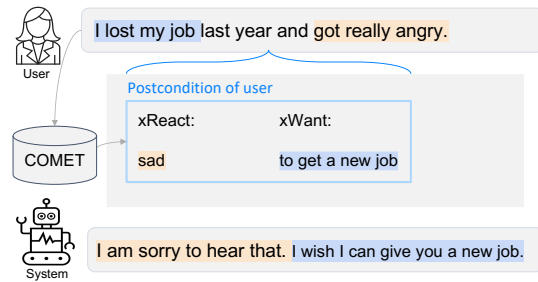 I lost my job last year and got really angry.
User
Postcondition of user
xReact: xWant:
COMET
sad to get a new job
I am sorry to hear that. I wish I can give you a new job.
System